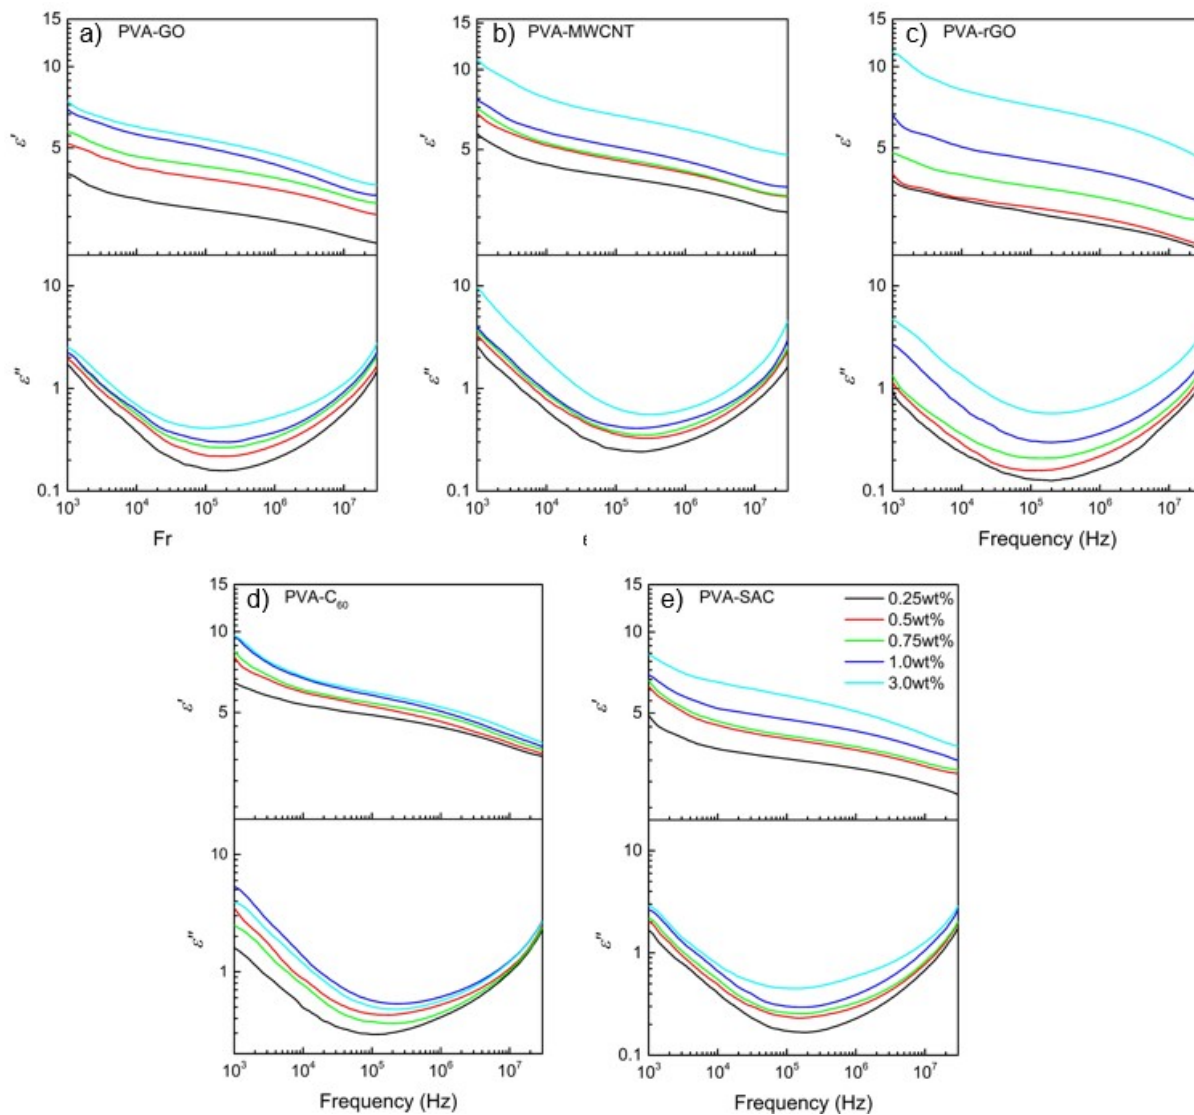 a) PVA-GO
15
10
5
ε'
10
1
0.1
ε"
10³ 10⁴ 10⁵ 10⁶ 10⁷
Fr
b) PVA-MWCNT
15
10
5
ε'
10
1
0.1
ε"
10³ 10⁴ 10⁵ 10⁶ 10⁷
c) PVA-rGO
15
10
5
ε'
10
1
0.1
ε"
10³ 10⁴ 10⁵ 10⁶ 10⁷
Frequency (Hz)
d) PVA-C₆₀
15
10
5
ε'
10
1
ε"
10³ 10⁴ 10⁵ 10⁶ 10⁷
Frequency (Hz)
e) PVA-SAC
0.25wt%
0.5wt%
0.75wt%
1.0wt%
3.0wt%
15
10
5
ε'
10
1
0.1
ε"
10³ 10⁴ 10⁵ 10⁶ 10⁷
Frequency (Hz)